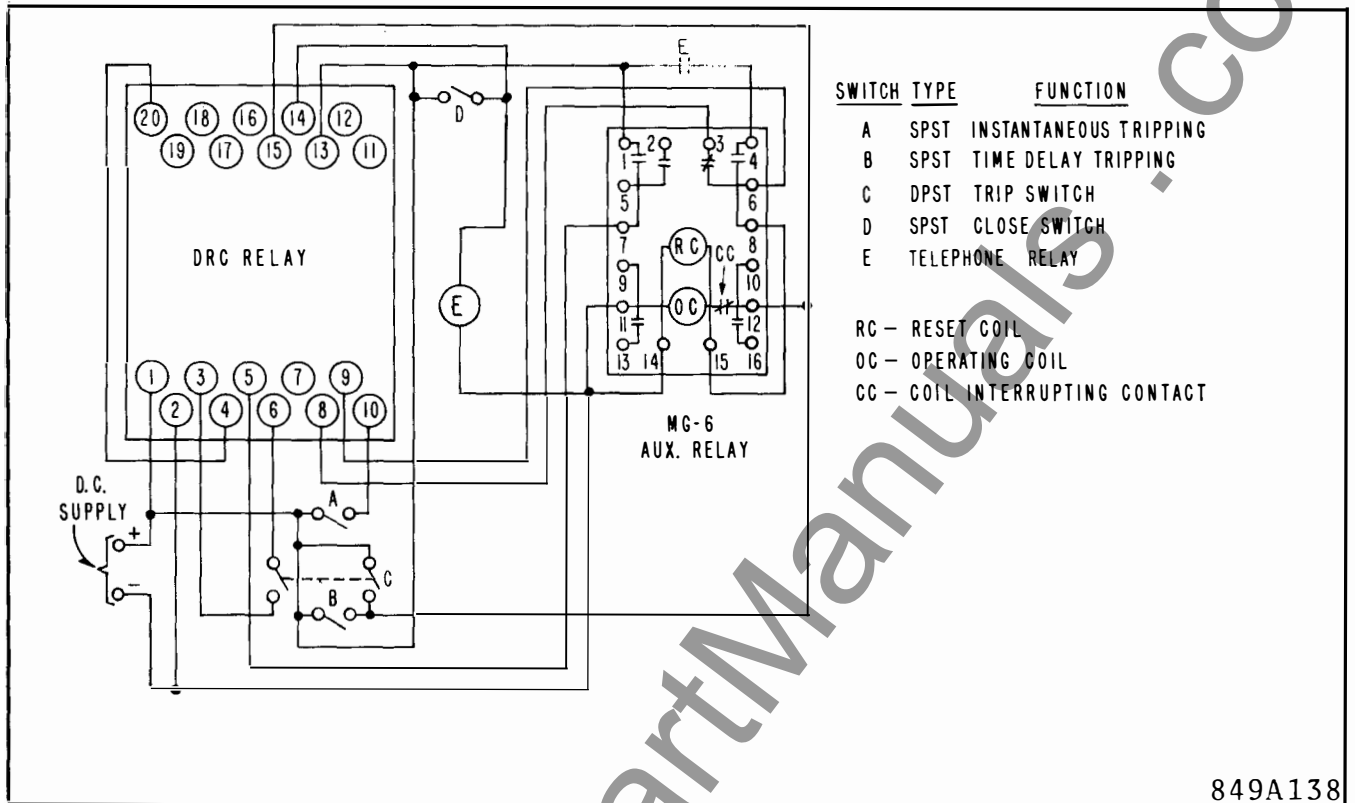 E
20 18 16 14 12
19 17 15 13 11
D
DRC RELAY
E
1 3 5 7 9
2 4 6 8 10
1 2 3 4
5 6
7 RC CC 8
9 10
11 OC 12
13 14 15 16
MG-6
AUX. RELAY
D.C.
SUPPLY
+
-
A
C
B
SWITCH TYPE FUNCTION
A SPST INSTANTANEOUS TRIPPING
B SPST TIME DELAY TRIPPING
C DPST TRIP SWITCH
D SPST CLOSE SWITCH
E TELEPHONE RELAY
RC - RESET COIL
OC - OPERATING COIL
CC - COIL INTERRUPTING CONTACT
849A138
artManuals.co